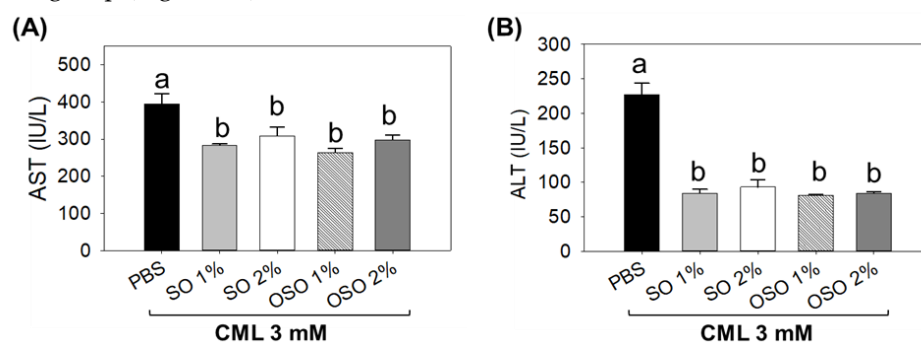 (A)
AST (IU/L)
500
400
300
200
100
0
a
b
b
b
b
PBS
SO 1%
SO 2%
OSO 1%
OSO 2%
CML 3 mM
(B)
ALT (IU/L)
300
250
200
150
100
50
0
a
b
b
b
b
PBS
SO 1%
SO 2%
OSO 1%
OSO 2%
CML 3 mM